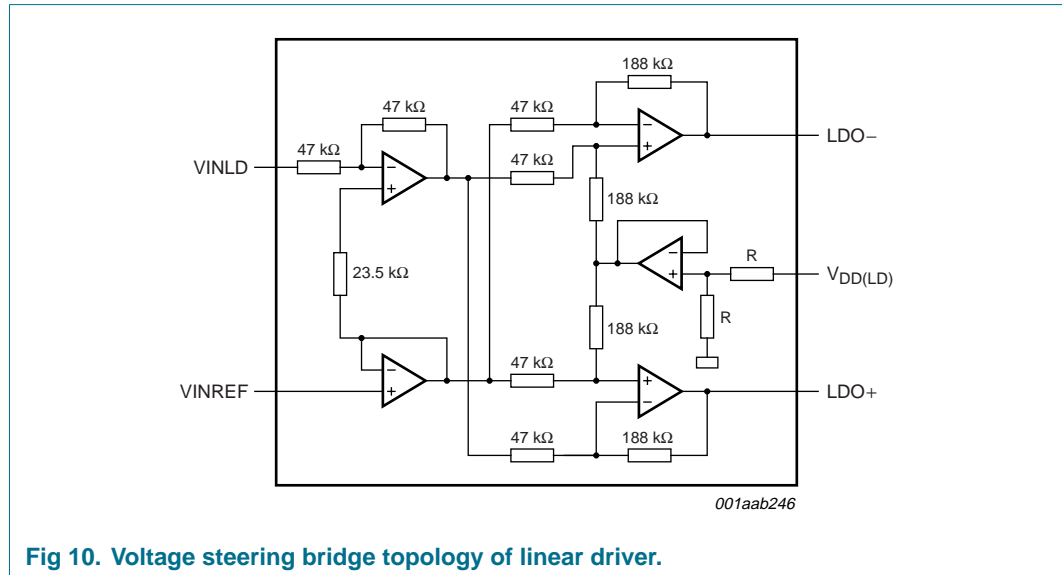 188 kΩ
47 kΩ
47 kΩ
47 kΩ
VINLD
47 kΩ
LDO−
188 kΩ
23.5 kΩ
R
VDD(LD)
R
188 kΩ
47 kΩ
VINREF
LDO+
47 kΩ
188 kΩ
001aab246
Fig 10. Voltage steering bridge topology of linear driver.